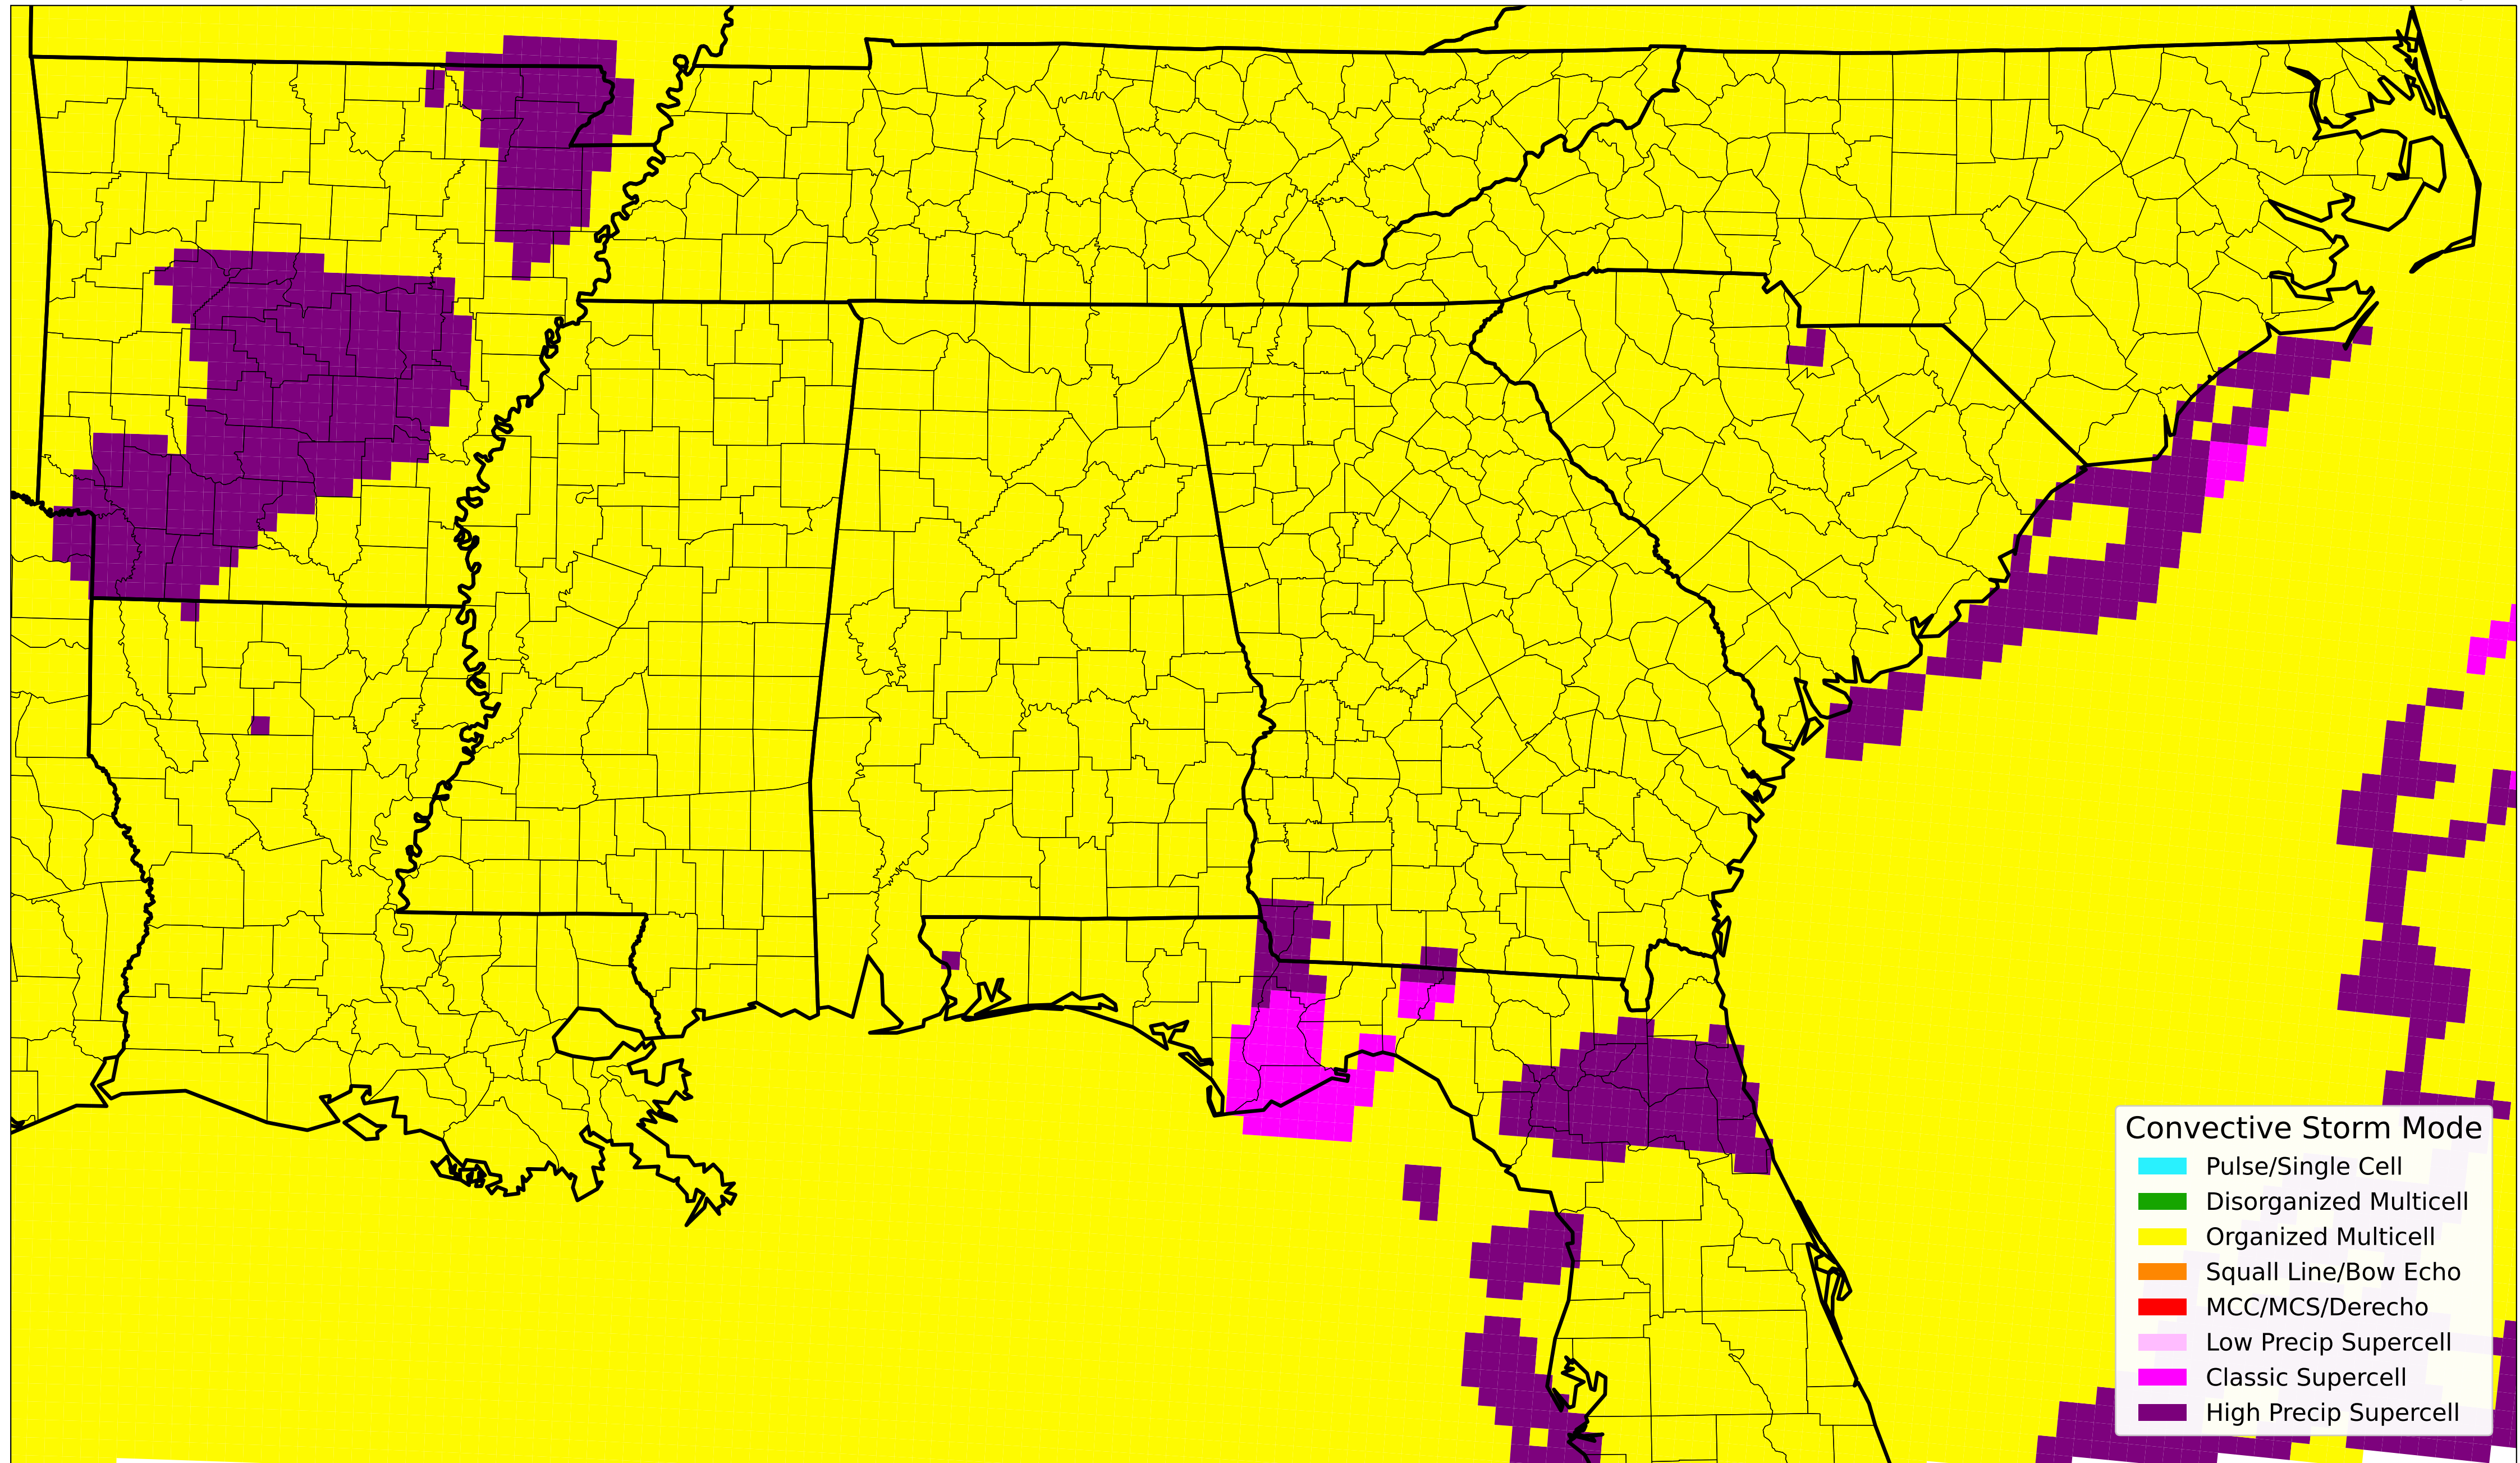 Convective Storm Mode
Pulse/Single Cell
Disorganized Multicell
Organized Multicell
Squall Line/Bow Echo
MCC/MCS/Derecho
Low Precip Supercell
Classic Supercell
High Precip Supercell